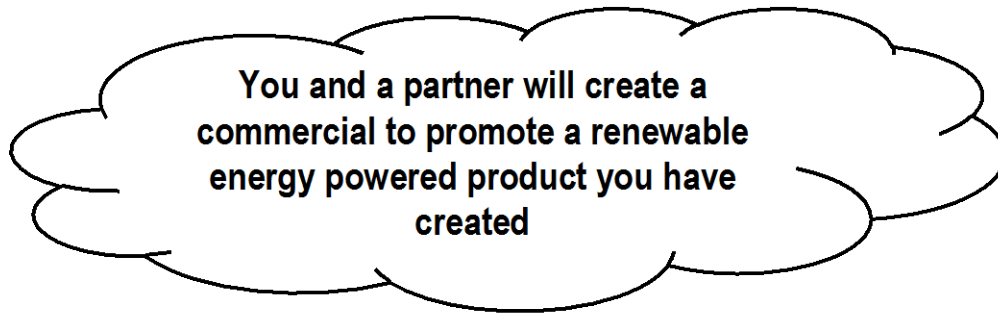 You and a partner will create a
commercial to promote a renewable
energy powered product you have
created